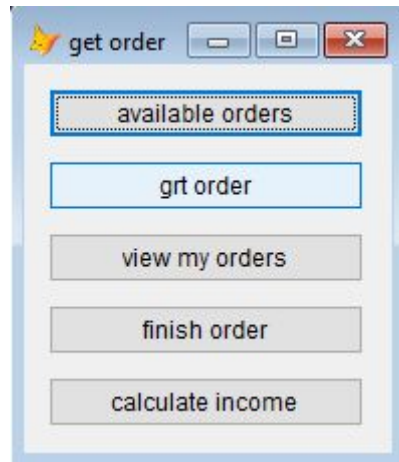 get order
available orders
grt order
view my orders
finish order
calculate income